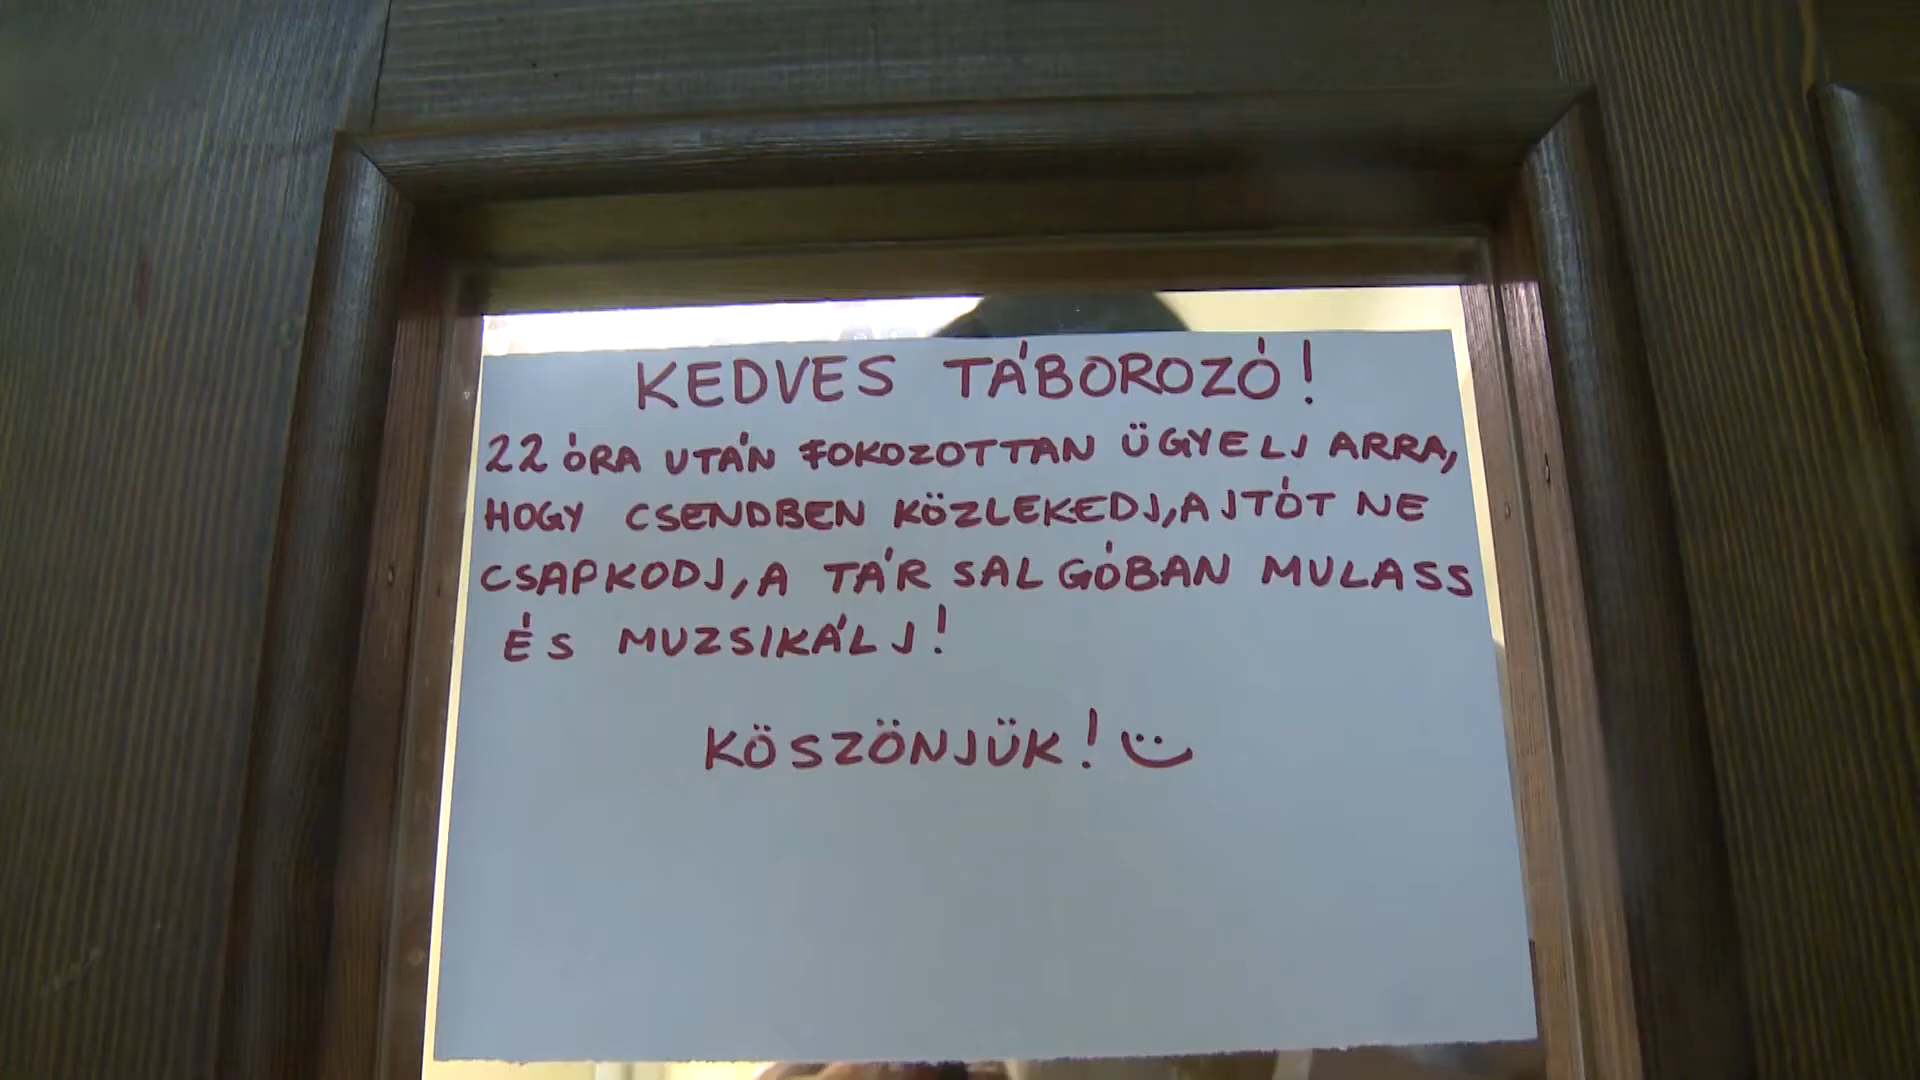 KEDVES TÁBOROZÓ!
22 ÓRA UTÁN FOKOZOTTAN ÜGYELJ ARRA,
HOGY CSENDBEN KÖZLEKEDJ, AJTÓT NE
CSAPKODJ, A TÁRSALGÓBAN MULASS
ÉS MUZSIKÁLJ!
KÖSZÖNJÜK!